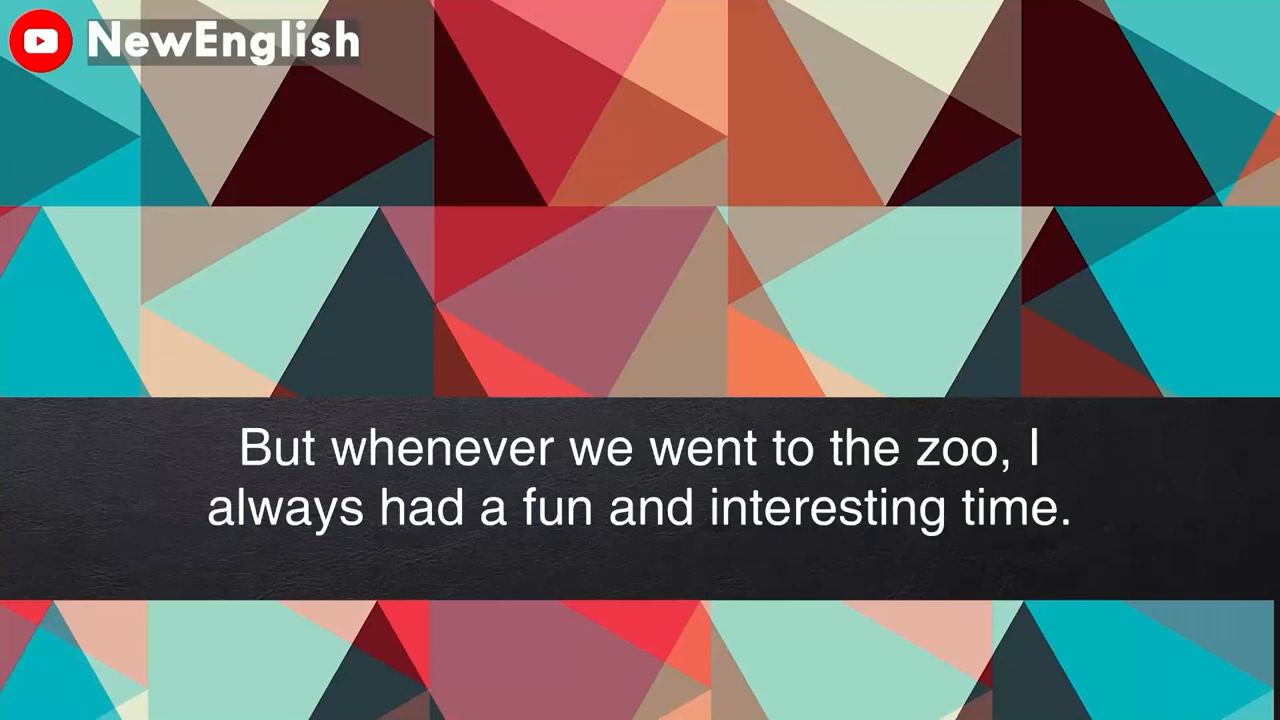 NewEnglish
But whenever we went to the zoo, I
always had a fun and interesting time.